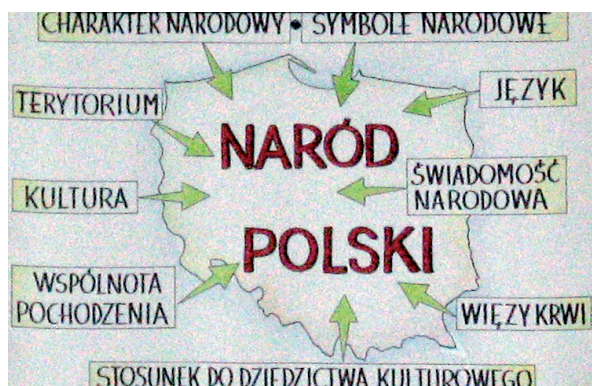 CHARAKTER NARODOWY • SYMBOLE NARODOWE
JĘZYK
TERYTORIUM
NARÓD
ŚWIADOMOŚĆ
NARODOWA
KULTURA
POLSKI
WSPÓLNOTA
POCHODZENIA
WIĘZY KRWI
STOSUNEK DO DZIEDZICTWA KULTUROWEGO